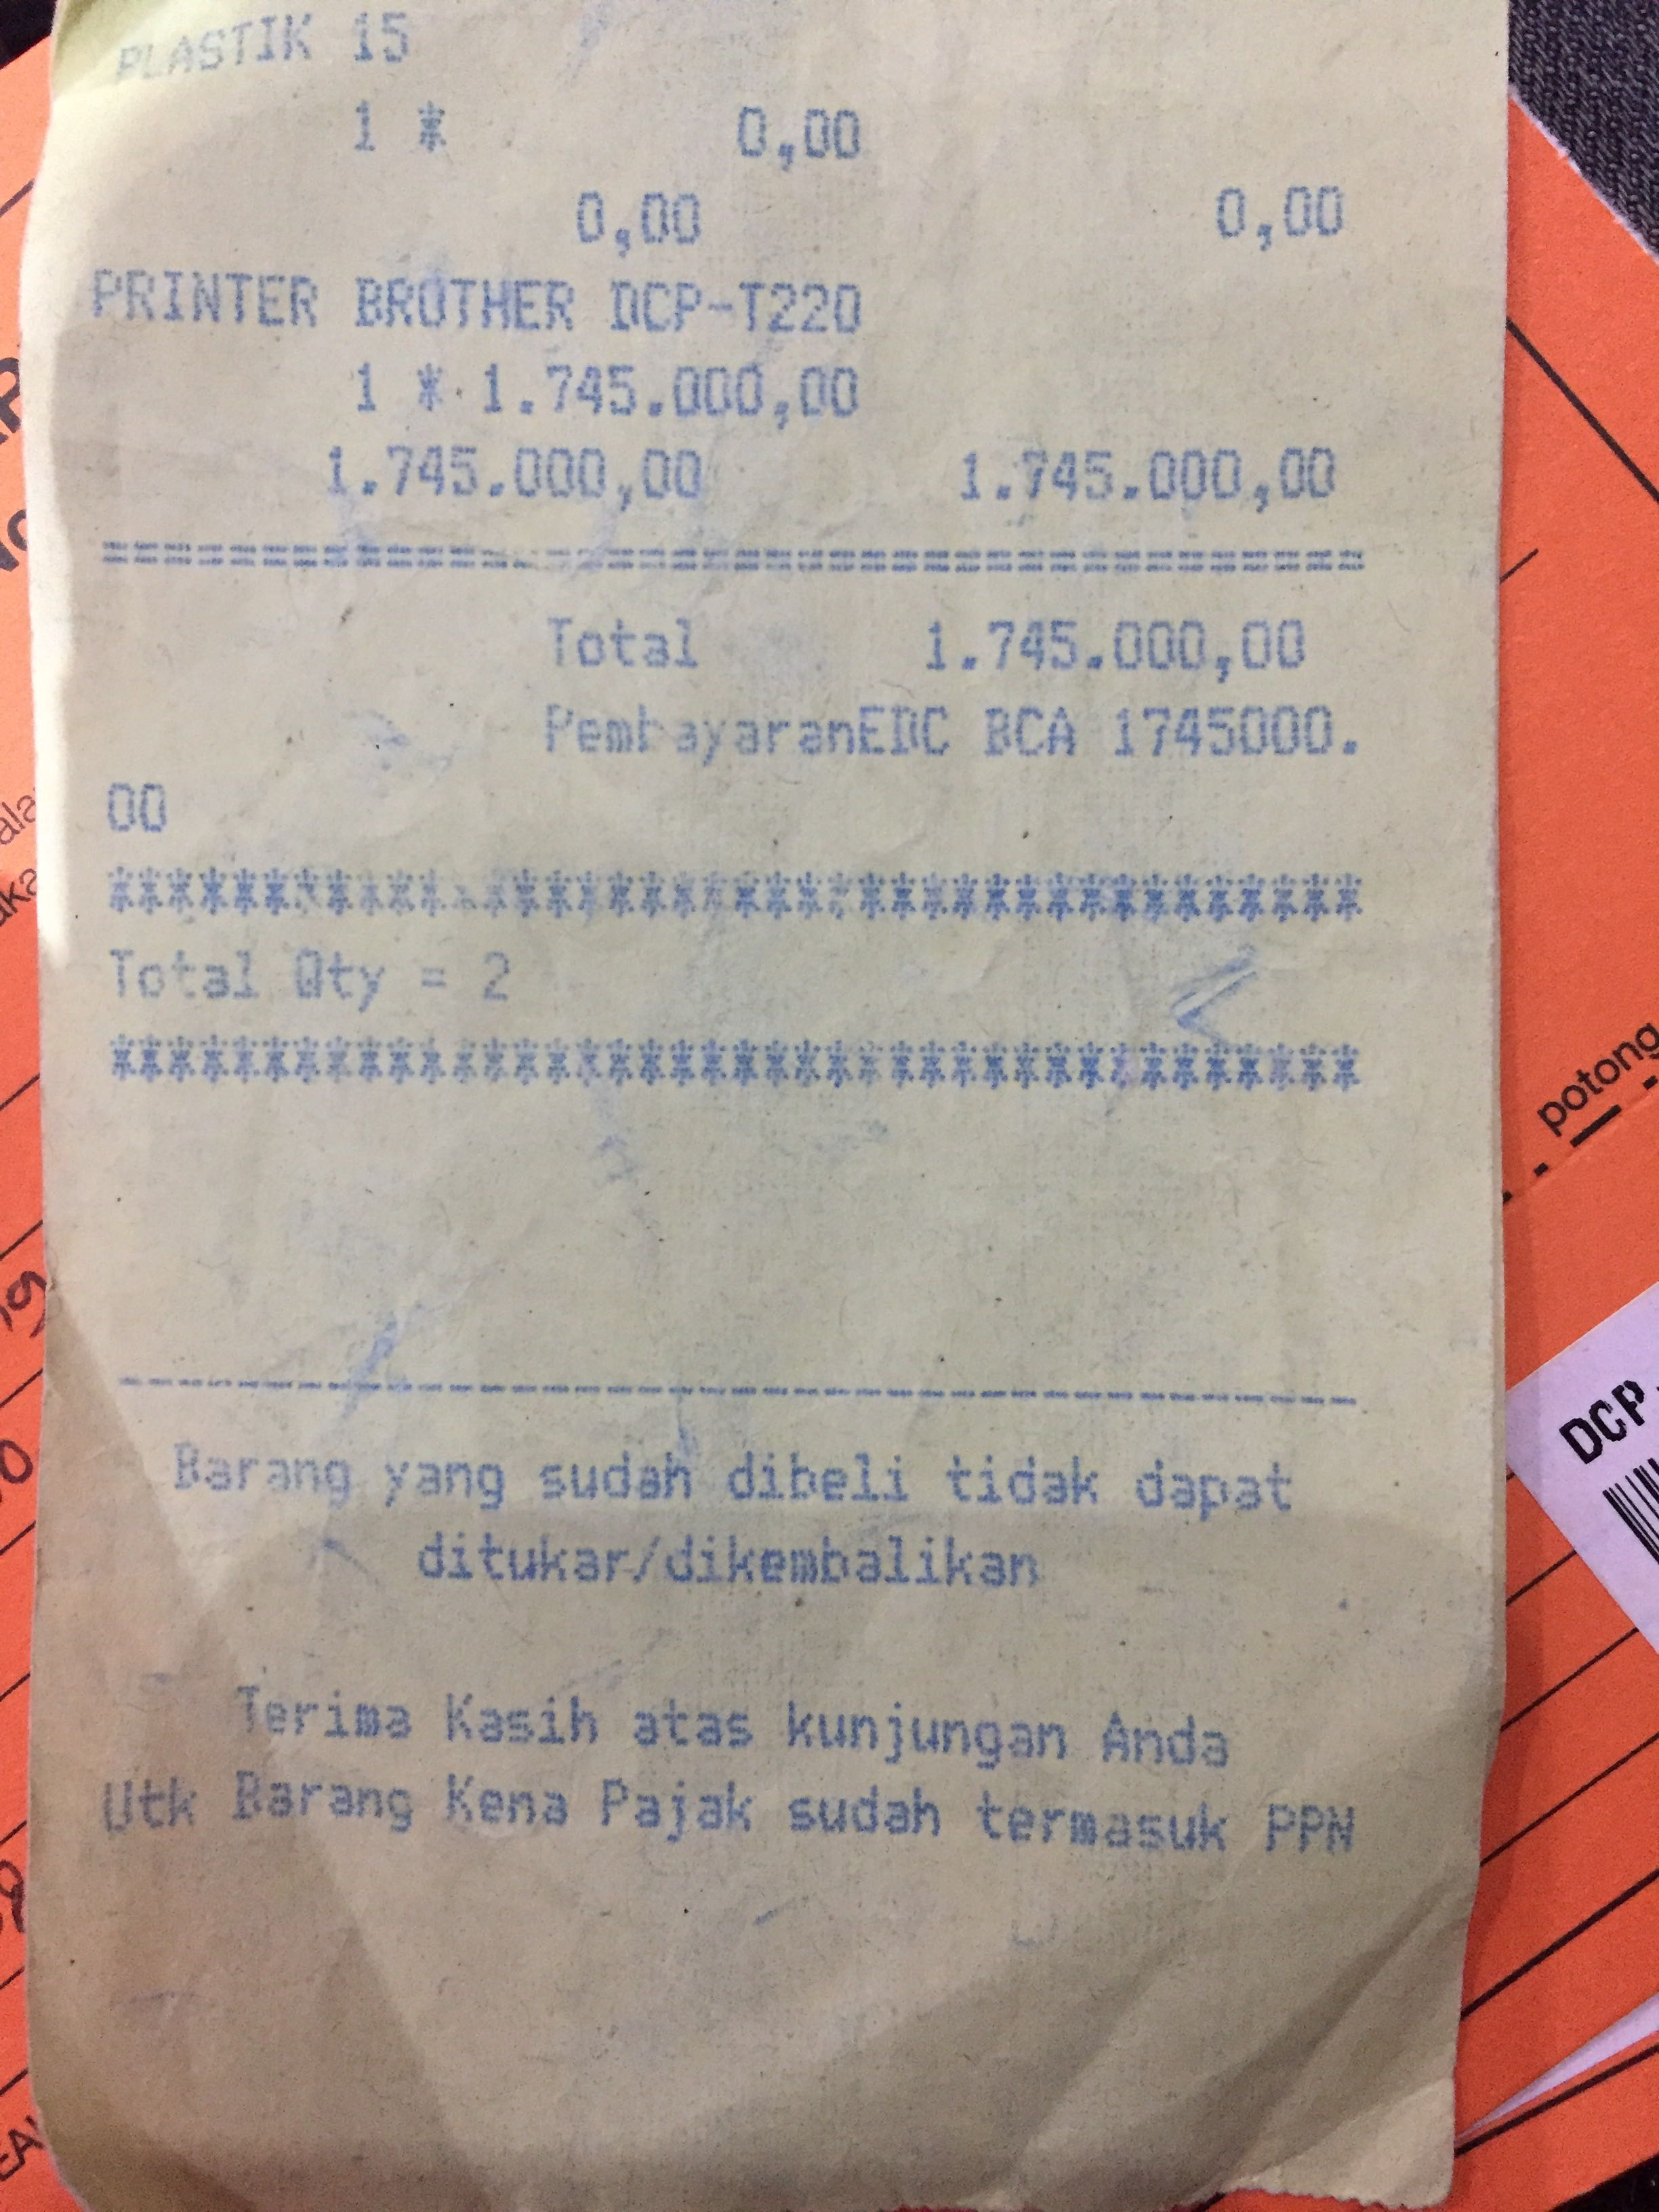 PLASTIK 15
1 * 0,00
0,00 0,00
PRINTER BROTHER DCP-T220
1 * 1.745.000,00
1.745.000,00 1.745.000,00
========================================
Total 1.745.000,00
PembayaranEDC BCA 1745000.
00
****************************************
Total Qty = 2
****************************************
----------------------------------------
Barang yang sudah dibeli tidak dapat
ditukar/dikembalikan
Terima Kasih atas kunjungan Anda
Utk Barang Kena Pajak sudah termasuk PPN
potong
DCP